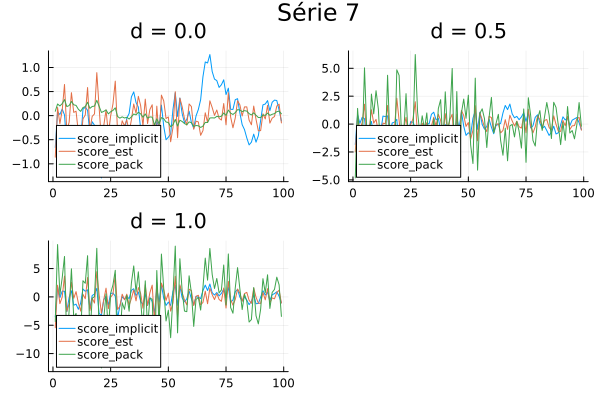 Série 7
d = 0.0
1.0
0.5
0.0
−0.5
−1.0
score_implicit
score_est
score_pack
0 25 50 75 100
d = 0.5
5.0
2.5
0.0
−2.5
−5.0
score_implicit
score_est
score_pack
0 25 50 75 100
d = 1.0
5
0
−5
−10
score_implicit
score_est
score_pack
0 25 50 75 100